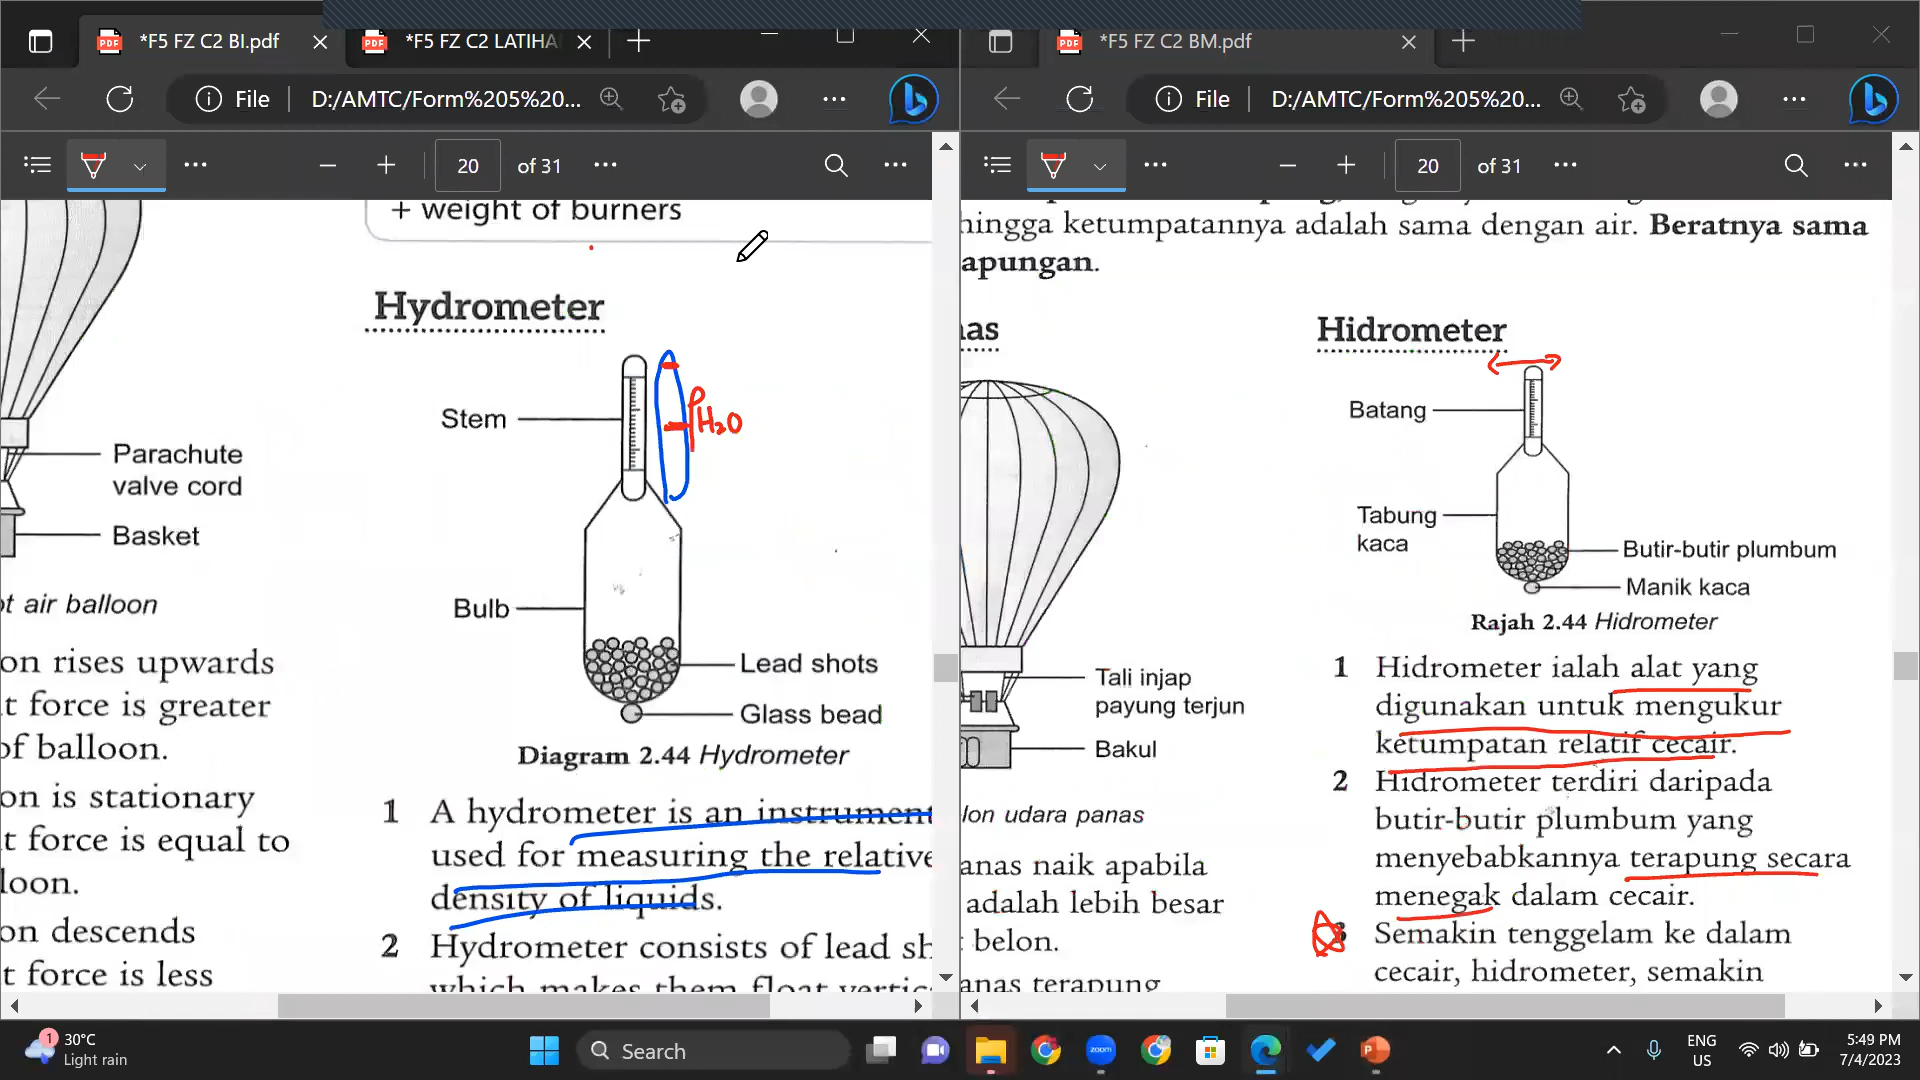 *F5 FZ C2 BI.pdf
*F5 FZ C2 LATIHA
*F5 FZ C2 BM.pdf
File
D:/AMTC/Form%205%20...
File
D:/AMTC/Form%205%20...
20
of 31
20
of 31
+ weight of burners
Hydrometer
Stem
ρH₂O
Parachute
valve cord
Basket
Bulb
Lead shots
Glass bead
t air balloon
Diagram 2.44 Hydrometer
on rises upwards
t force is greater
of balloon.
on is stationary
t force is equal to
loon.
on descends
t force is less
1 A hydrometer is an instrument
used for measuring the relative
density of liquids.
2 Hydrometer consists of lead sh
which makes them float vertic
hingga ketumpatannya adalah sama dengan air. Beratnya sama
apungan.
nas
Hidrometer
Batang
Tabung
kaca
Butir-butir plumbum
Manik kaca
Rajah 2.44 Hidrometer
Tali injap
payung terjun
Bakul
lon udara panas
anas naik apabila
adalah lebih besar
belon.
anas terapung
1 Hidrometer ialah alat yang
digunakan untuk mengukur
ketumpatan relatif cecair.
2 Hidrometer terdiri daripada
butir-butir plumbum yang
menyebabkannya terapung secara
menegak dalam cecair.
3 Semakin tenggelam ke dalam
cecair, hidrometer, semakin
1
30°C
Light rain
Search
zoom
ENG
US
5:49 PM
7/4/2023